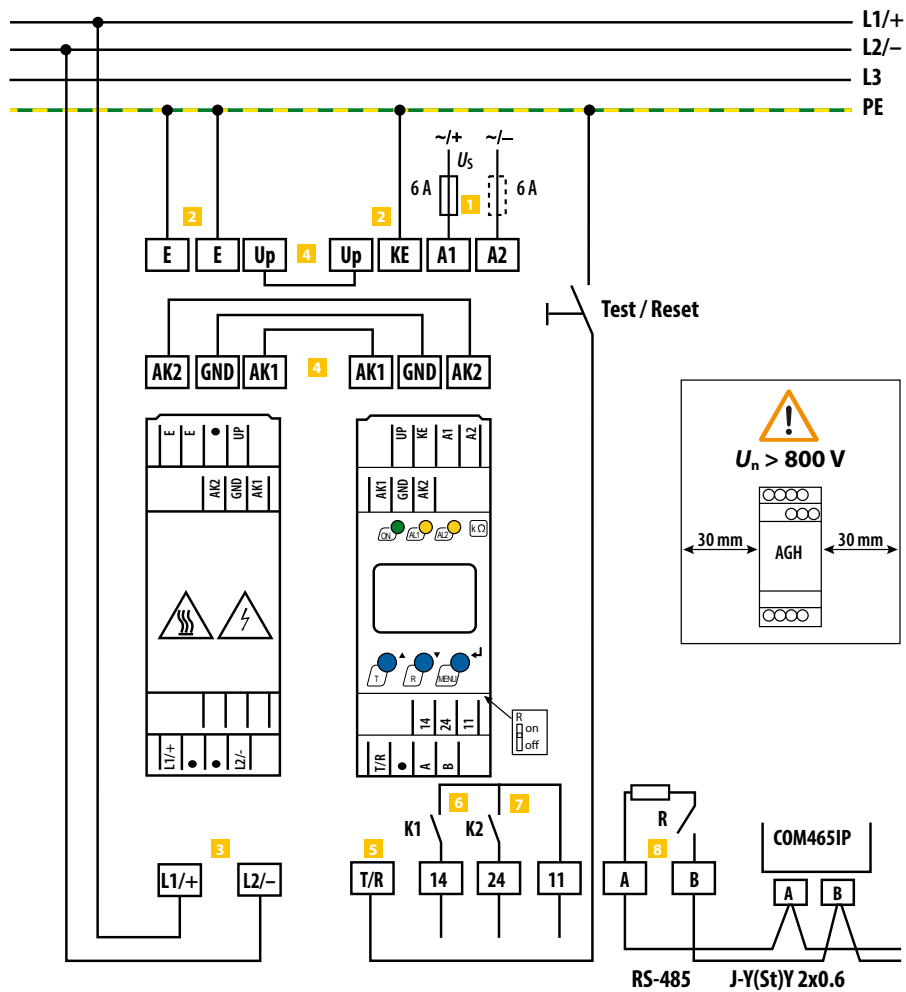 L1/+
L2/–
L3
PE
~/+ ~/–
US
6 A 1 6 A
2 2
E E Up 4 Up KE A1 A2
Test / Reset
AK2 GND AK1 4 AK1 GND AK2
Un > 800 V
30 mm AGH 30 mm
E E UP
AK2 GND AK1
UP KE A1 A2
AK1 GND AK2
ON AL1 AL2 kΩ
T R MENU
R
on
off
14 24 11
L1/+ L2/-
T/R A B
6 7
K1 K2
R
COM465IP
3 5 8
L1/+ L2/– T/R 14 24 11 A B
A B
RS-485 J-Y(St)Y 2x0.6